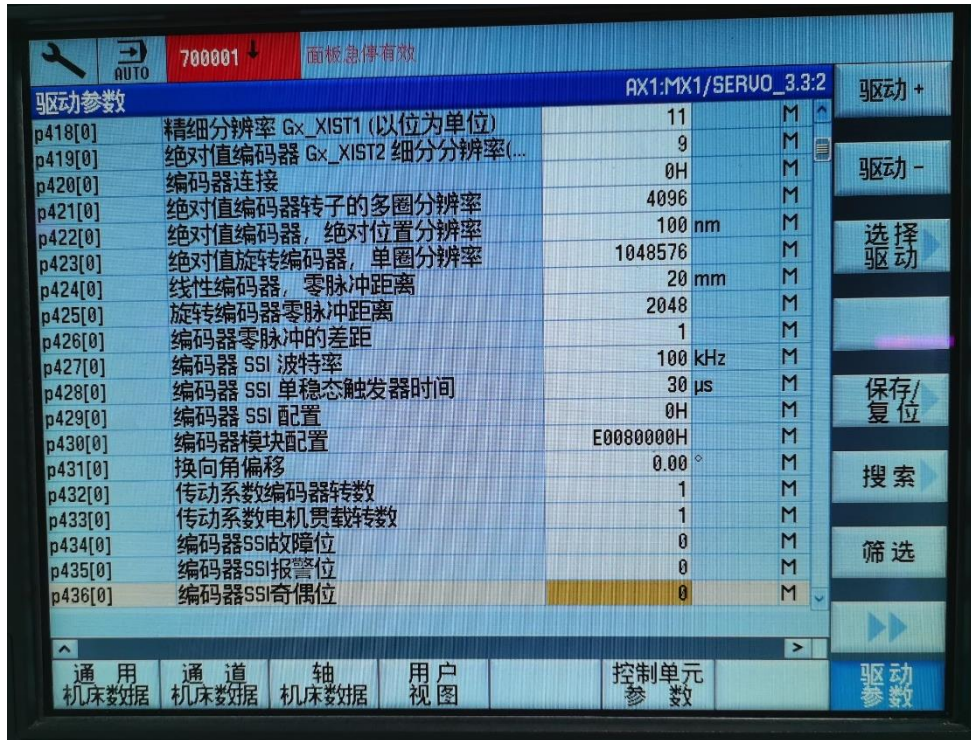 AUTO
700001 ↓ 面板急停有效
驱动参数 AX1:MX1/SERVO_3.3:2
p418[0] 精细分辨率 Gx_XIST1 (以位为单位) 11 M
p419[0] 绝对值编码器 Gx_XIST2 细分分辨率(... 9 M
p420[0] 编码器连接 0H M
p421[0] 绝对值编码器转子的多圈分辨率 4096 M
p422[0] 绝对值编码器，绝对位置分辨率 100 nm M
p423[0] 绝对值旋转编码器，单圈分辨率 1048576 M
p424[0] 线性编码器，零脉冲距离 20 mm M
p425[0] 旋转编码器零脉冲距离 2048 M
p426[0] 编码器零脉冲的差距 1 M
p427[0] 编码器 SSI 波特率 100 kHz M
p428[0] 编码器 SSI 单稳态触发器时间 30 µs M
p429[0] 编码器 SSI 配置 0H M
p430[0] 编码器模块配置 E0080000H M
p431[0] 换向角偏移 0.00 ° M
p432[0] 传动系数编码器转数 1 M
p433[0] 传动系数电机贯载转数 1 M
p434[0] 编码器SSI故障位 0 M
p435[0] 编码器SSI报警位 0 M
p436[0] 编码器SSI奇偶位 0 M
驱动 +
驱动 -
选择
驱动
保存/
复位
搜索
筛选
驱动
参数
通用
机床数据
通道
机床数据
轴
机床数据
用户
视图
控制单元
参数